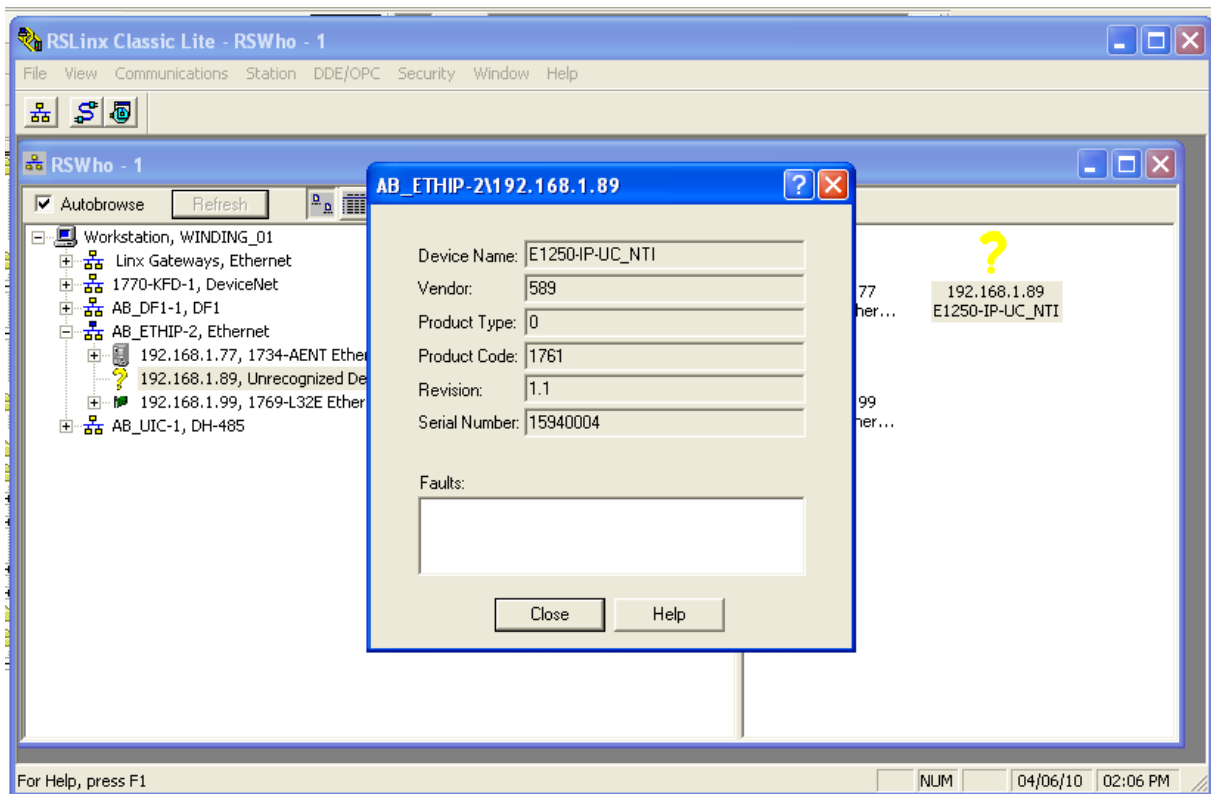 RSLinx Classic Lite - RSWho - 1
File View Communications Station DDE/OPC Security Window Help
RSWho - 1
Autobrowse Refresh
Workstation, WINDING_01
Linx Gateways, Ethernet
1770-KFD-1, DeviceNet
AB_DF1-1, DF1
AB_ETHIP-2, Ethernet
192.168.1.77, 1734-AENT Ether
192.168.1.89, Unrecognized De
192.168.1.99, 1769-L32E Ether
AB_UIC-1, DH-485
AB_ETHIP-2\192.168.1.89
Device Name: E1250-IP-UC_NTI
Vendor: 589
Product Type: 0
Product Code: 1761
Revision: 1.1
Serial Number: 15940004
Faults:
Close Help
77
her...
192.168.1.89
E1250-IP-UC_NTI
99
her...
For Help, press F1 NUM 04/06/10 02:06 PM